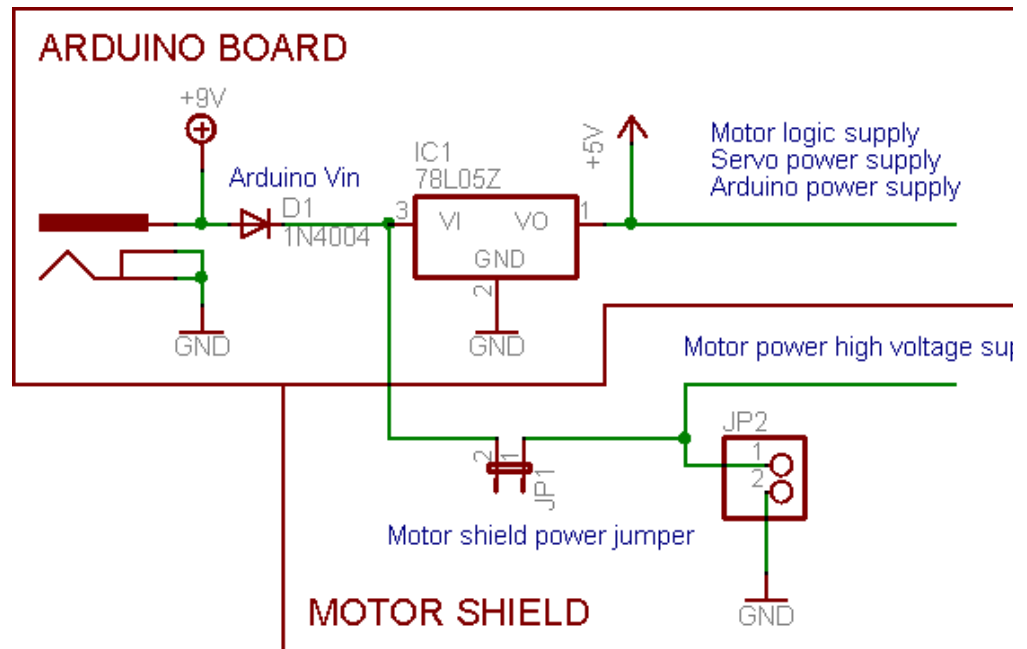 ARDUINO BOARD
+9V
Arduino Vin
D1
1N4004
IC1
78L05Z
3
VI
VO
1
GND
2
+5V
Motor logic supply
Servo power supply
Arduino power supply
GND
GND
Motor power high voltage sup
JP2
1
2
2
1
JP1
Motor shield power jumper
GND
MOTOR SHIELD